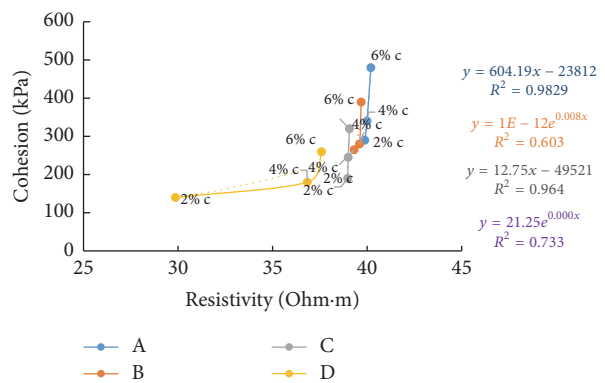 600
500
400
300
200
100
0
Cohesion (kPa)
6% c
6% c
4% c
4% c
6% c
2% c
4% c
4% c
2% c
2% c
2% c
25
30
35
40
45
Resistivity (Ohm·m)
y = 604.19x − 23812
R² = 0.9829
y = 1E − 12e^0.008x
R² = 0.603
y = 12.75x − 49521
R² = 0.964
y = 21.25e^0.000x
R² = 0.733
A
B
C
D